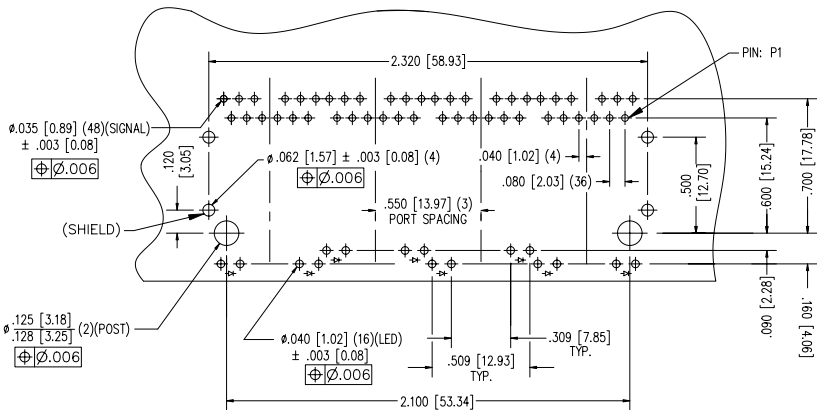 2.320 [58.93]
PIN: P1
ø.035 [0.89] (48)(SIGNAL)
± .003 [0.08]
⌖ Ø.006
.120
[3.05]
ø.062 [1.57] ± .003 [0.08] (4)
⌖ Ø.006
.040 [1.02] (4)
.080 [2.03] (36)
.500
[12.70]
.600 [15.24]
.700 [17.78]
.550 [13.97] (3)
PORT SPACING
(SHIELD)
ø .125 [3.18]
.128 [3.25] (2)(POST)
⌖ Ø.006
ø.040 [1.02] (16)(LED)
± .003 [0.08]
⌖ Ø.006
.309 [7.85]
TYP.
.509 [12.93]
TYP.
.090 [2.28]
.160 [4.06]
2.100 [53.34]